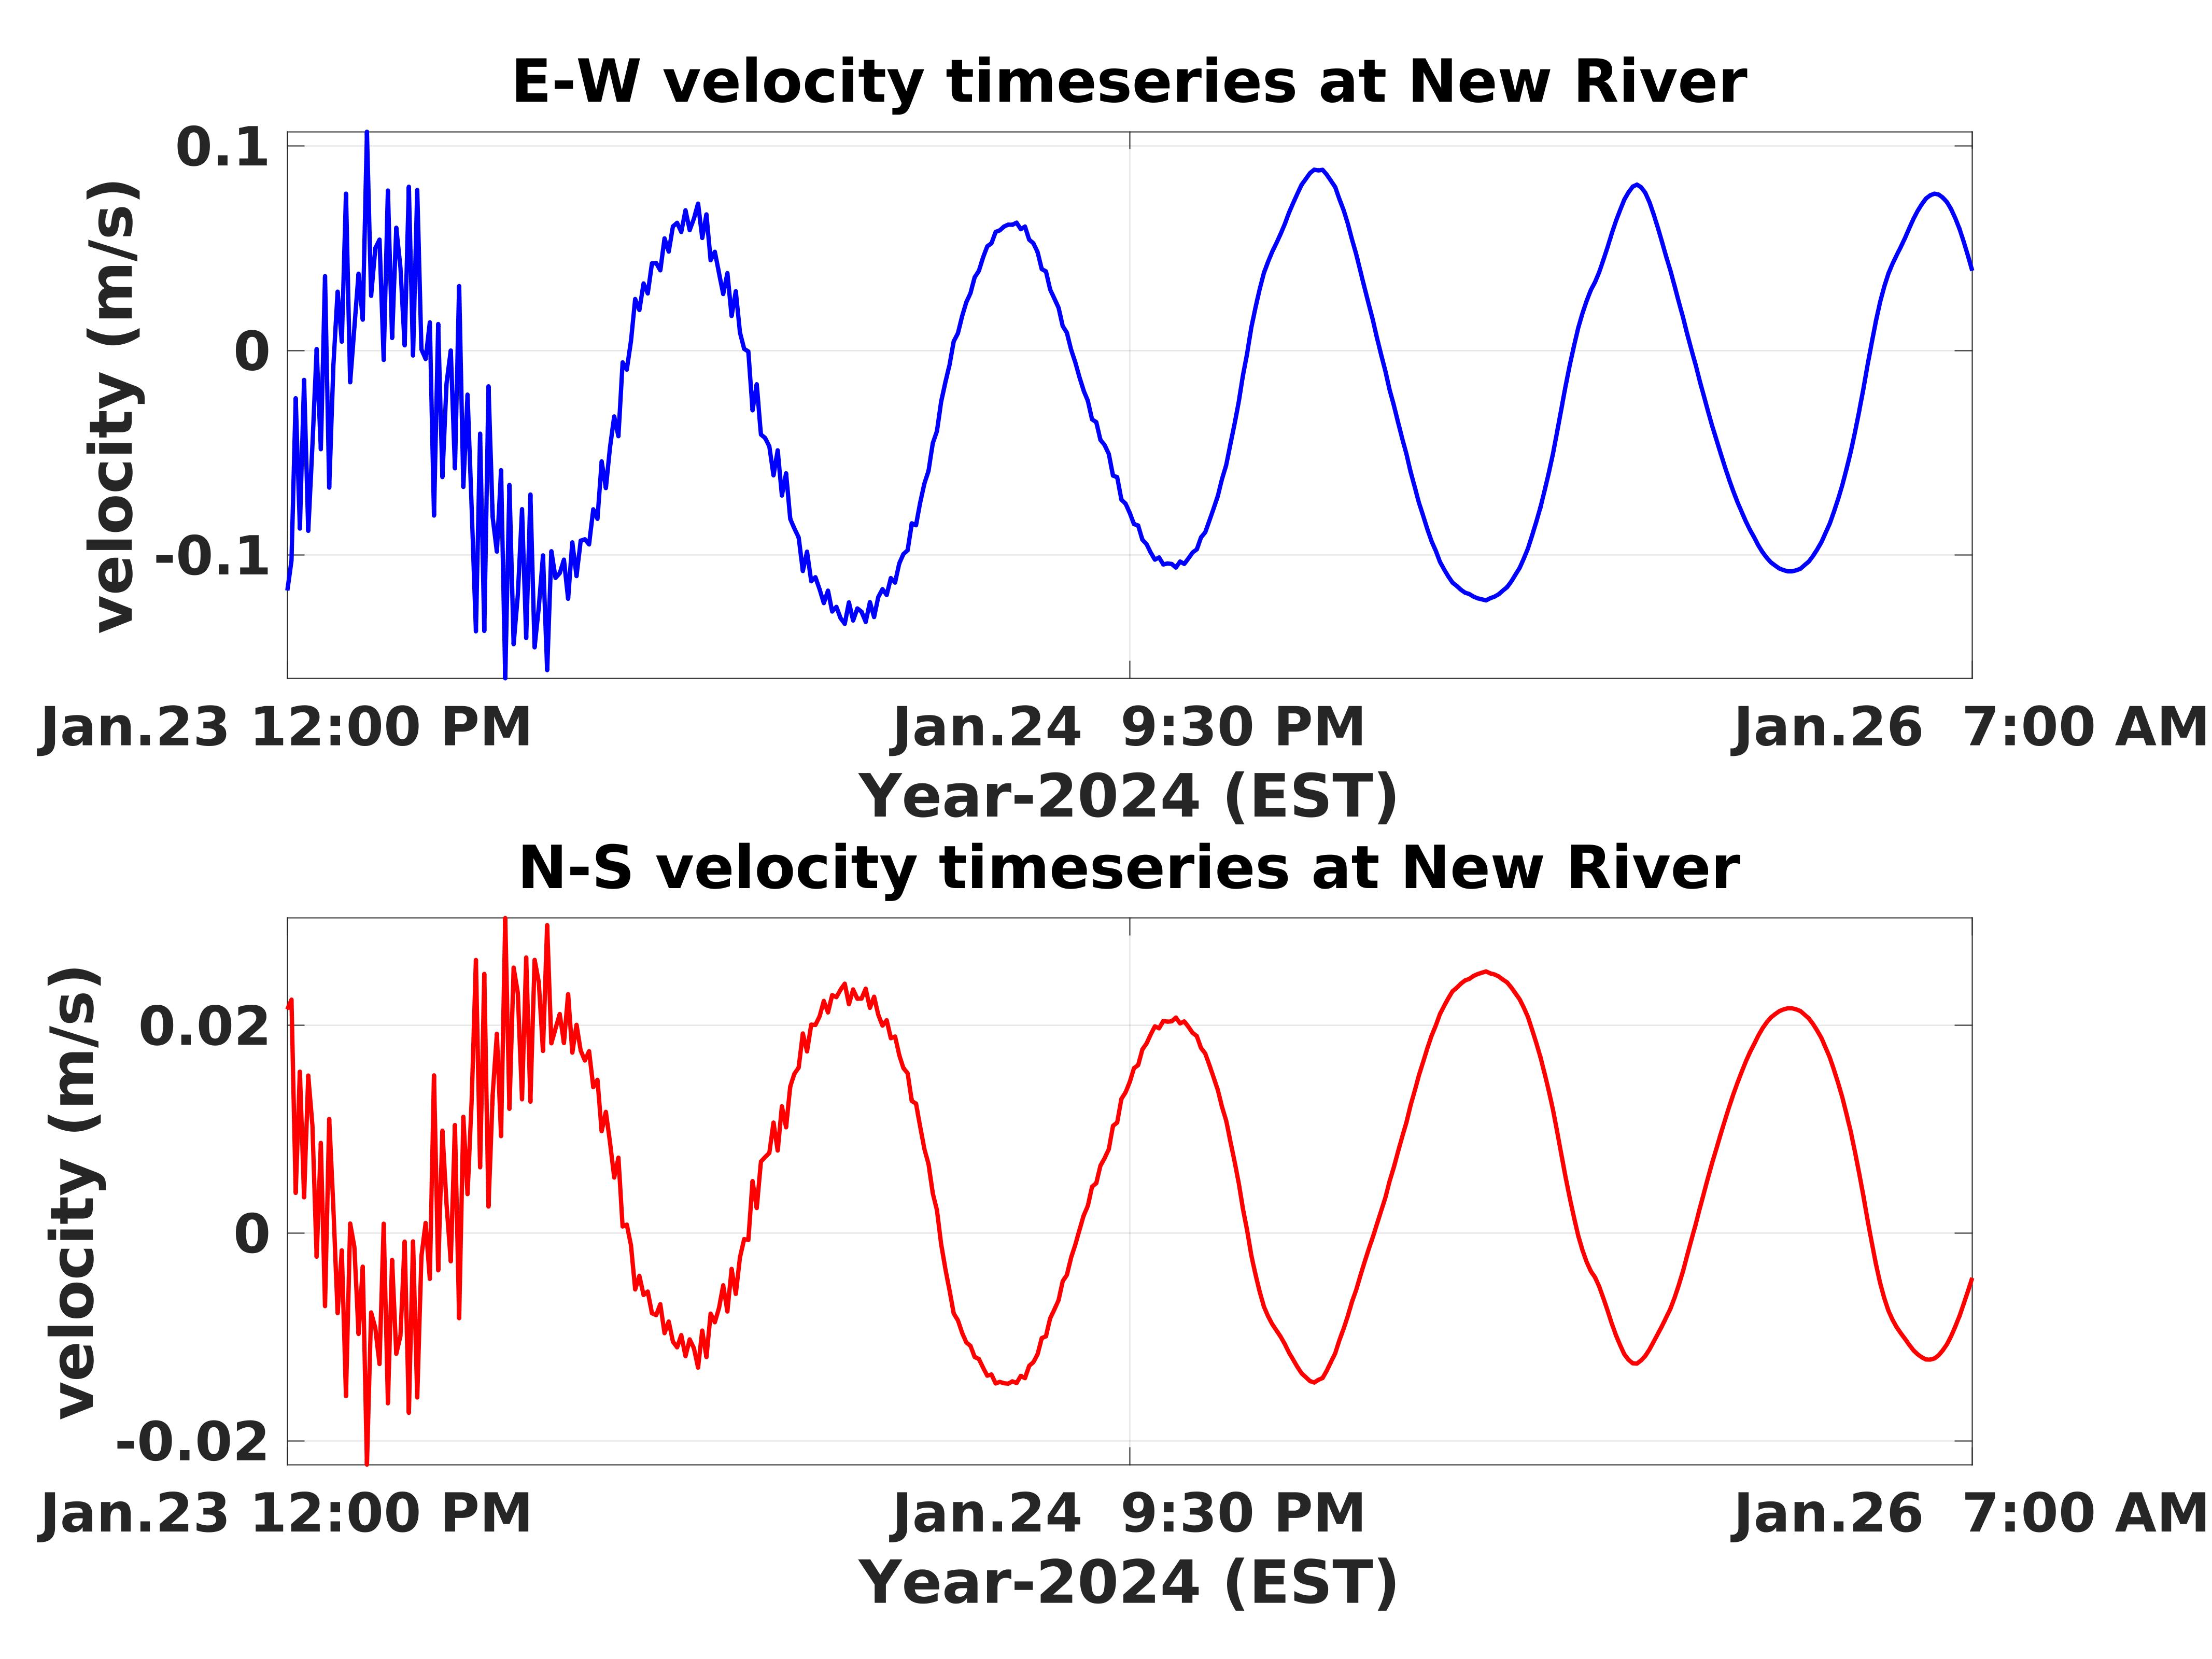 E-W velocity timeseries at New River
velocity (m/s)
0.1
0
-0.1
Jan.23 12:00 PM
Jan.24  9:30 PM
Jan.26  7:00 AM
Year-2024 (EST)
N-S velocity timeseries at New River
velocity (m/s)
0.02
0
-0.02
Jan.23 12:00 PM
Jan.24  9:30 PM
Jan.26  7:00 AM
Year-2024 (EST)